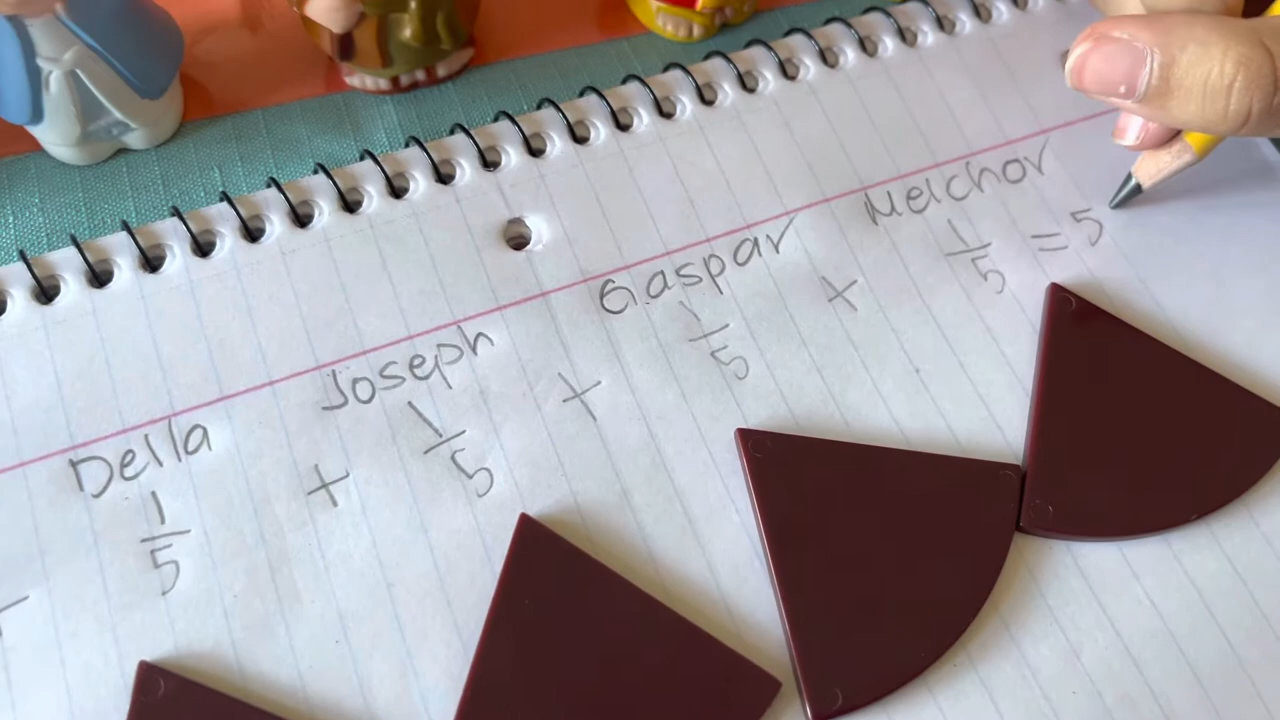 Della Joseph Gaspar Melchor
+ 1/5 + 1/5 + 1/5 + 1/5 = 5